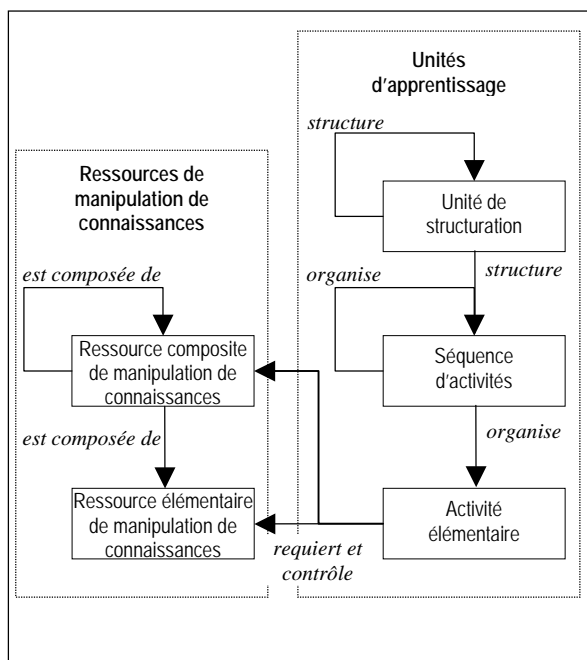 Unités
d'apprentissage
structure
Unité de
structuration
structure
organise
Séquence
d'activités
organise
Activité
élémentaire
Ressources de
manipulation de
connaissances
est composée de
Ressource composite
de manipulation de
connaissances
est composée de
Ressource élémentaire
de manipulation de
connaissances
requiert et
contrôle